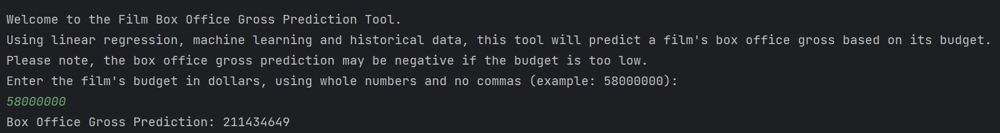 Welcome to the Film Box Office Gross Prediction Tool.
Using linear regression, machine learning and historical data, this tool will predict a film's box office gross based on its budget.
Please note, the box office gross prediction may be negative if the budget is too low.
Enter the film's budget in dollars, using whole numbers and no commas (example: 58000000):
58000000
Box Office Gross Prediction: 211434649